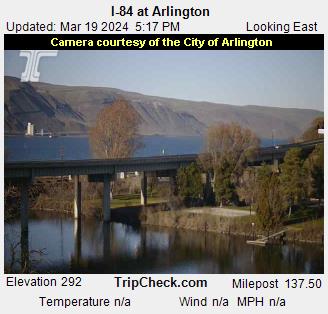 I-84 at Arlington
Updated: Mar 19 2024 5:17 PM Looking East
Camera courtesy of the City of Arlington
Elevation 292 TripCheck.com Milepost 137.50
Temperature n/a Wind n/a MPH n/a